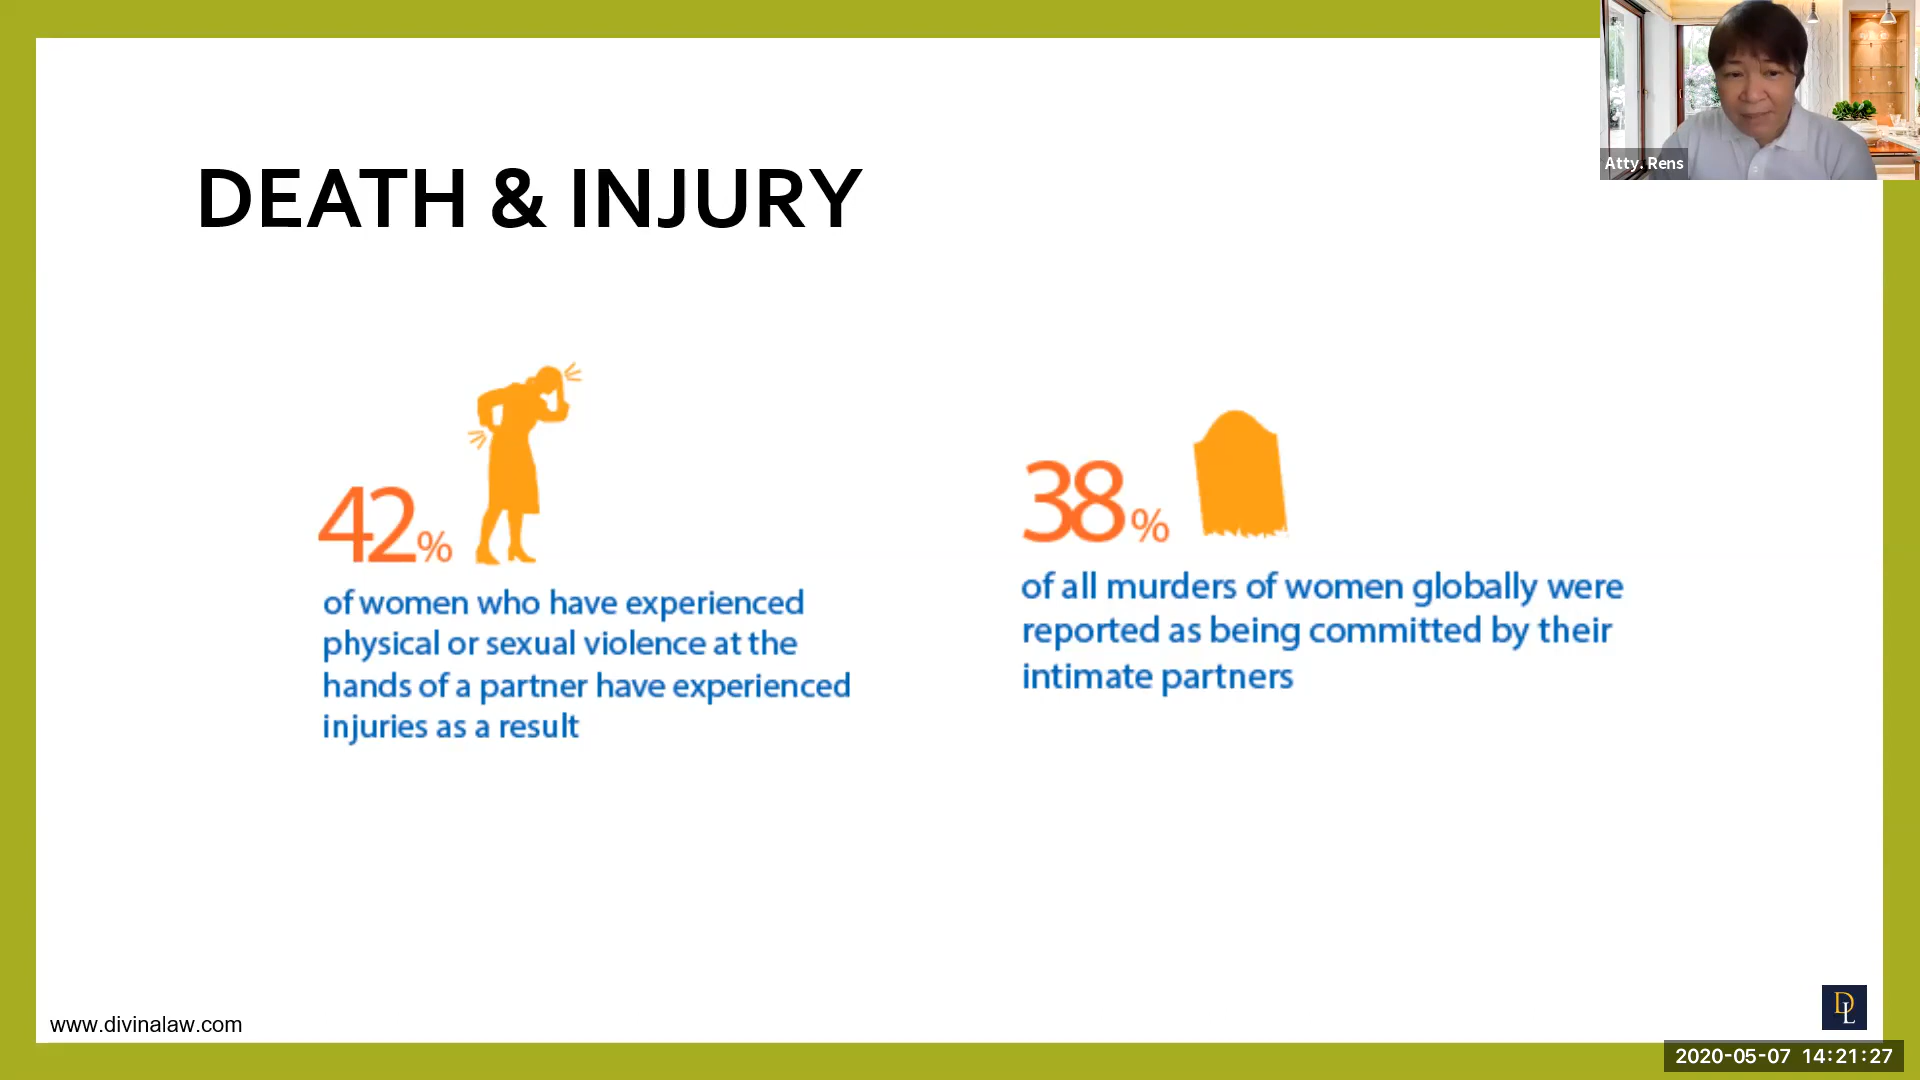 Atty. Rens
DEATH & INJURY
42%
of women who have experienced
physical or sexual violence at the
hands of a partner have experienced
injuries as a result
38%
of all murders of women globally were
reported as being committed by their
intimate partners
www.divinalaw.com
DL
2020-05-07 14:21:27